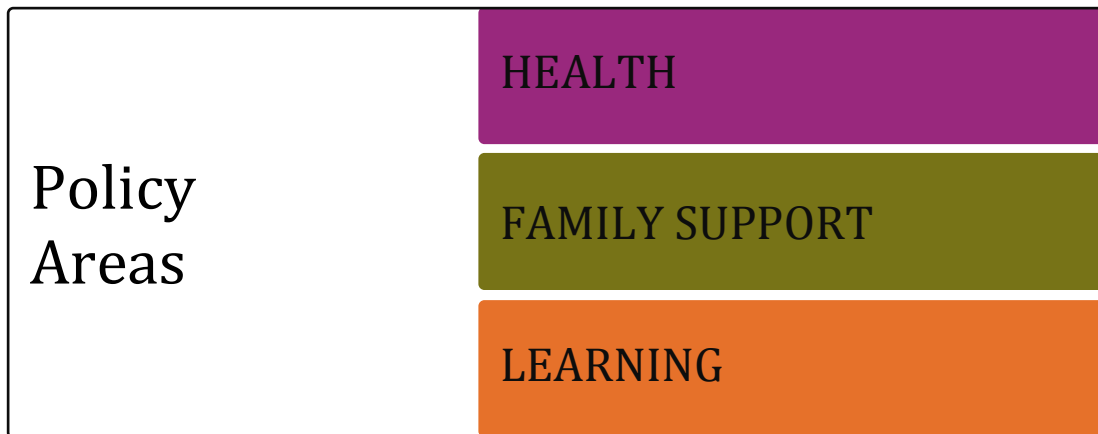 Policy
Areas
HEALTH
FAMILY SUPPORT
LEARNING